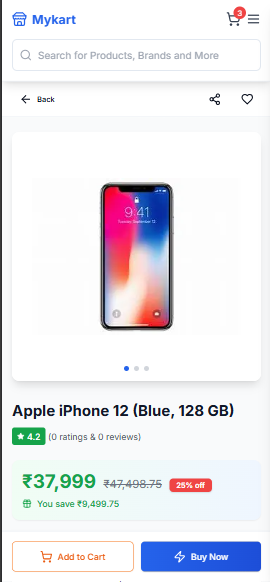 Mykart
3
Search for Products, Brands and More
Back
9:41
Apple iPhone 12 (Blue, 128 GB)
4.2 (0 ratings & 0 reviews)
₹37,999 ₹47,498.75 25% off
You save ₹9,499.75
Add to Cart
Buy Now